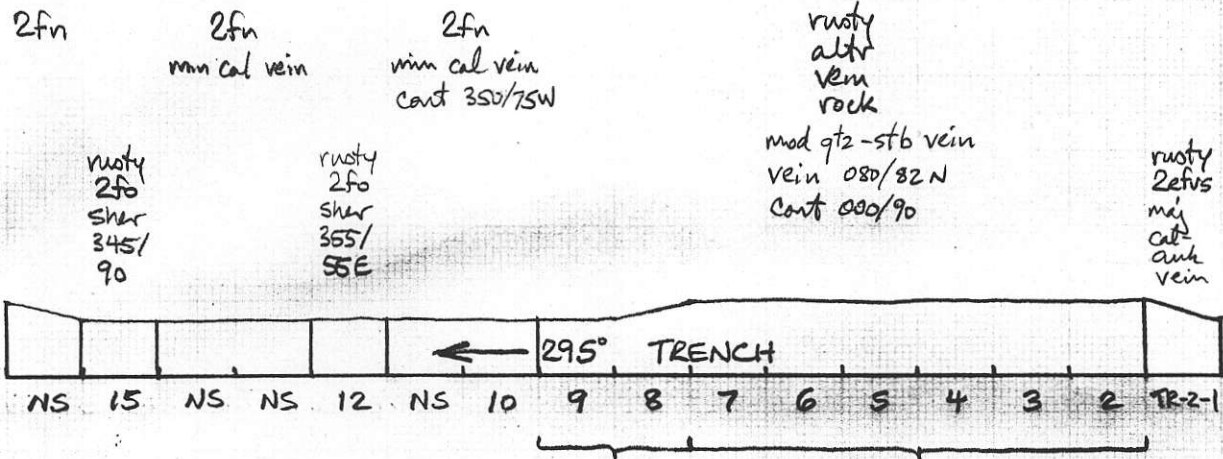 2fn
2fn
min cal vein
2fn
min cal vein
cont 350/75W
rusty
altr
vein
rock
mod qtz-stb vein
vein 080/82 N
cont 000/90
rusty
2fo
sher
345/
90
rusty
2fo
sher
355/
55E
rusty
2efvs
maj
cal-
ank
vein
295° TRENCH
NS 15 NS NS 12 NS 10 9 8 7 6 5 4 3 2 TR-2-1